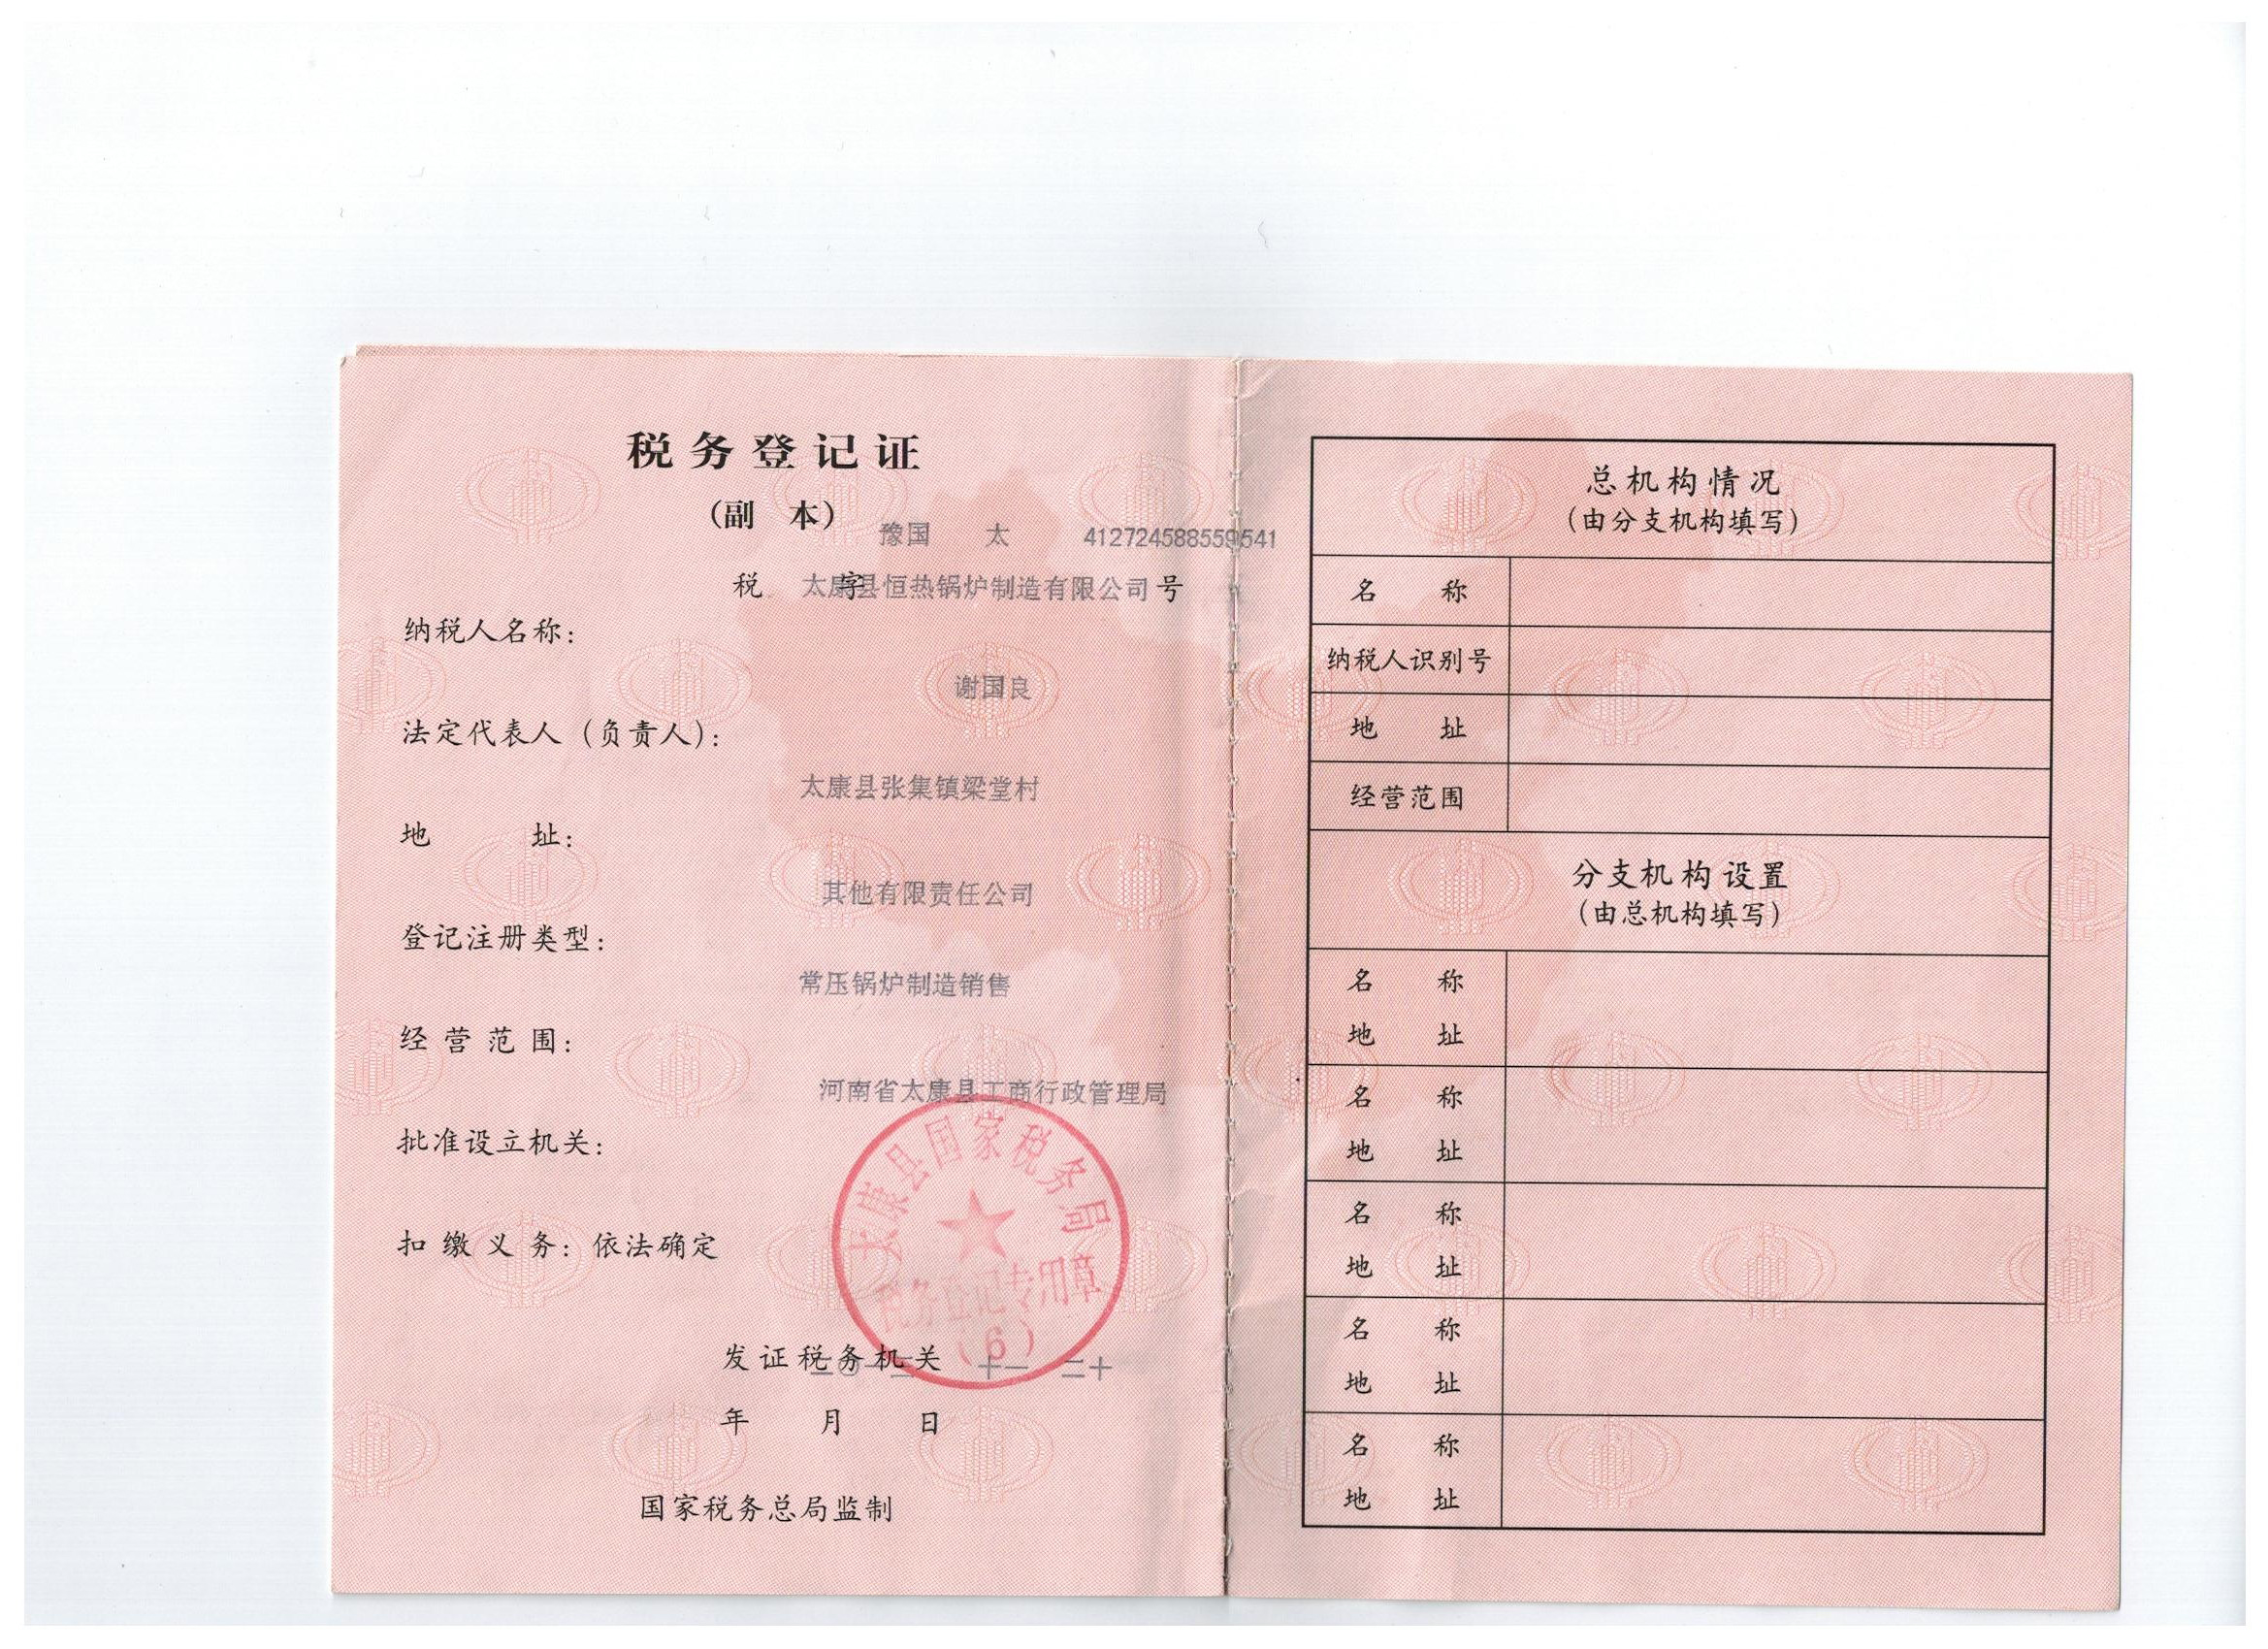 税务登记证
（副 本）
豫国 太 412724588559541
税 字 号
太康县恒热锅炉制造有限公司
纳税人名称：
谢国良
法定代表人（负责人）：
太康县张集镇梁堂村
地 址：
其他有限责任公司
登记注册类型：
常压锅炉制造销售
经营范围：
河南省太康县工商行政管理局
批准设立机关：
扣缴义务：依法确定
太康县国家税务局
税务登记专用章
（6）
发证税务机关
十一 二十
年 月 日
国家税务总局监制
总机构情况
（由分支机构填写）
名 称
纳税人识别号
地 址
经营范围
分支机构设置
（由总机构填写）
名 称
地 址
名 称
地 址
名 称
地 址
名 称
地 址
名 称
地 址